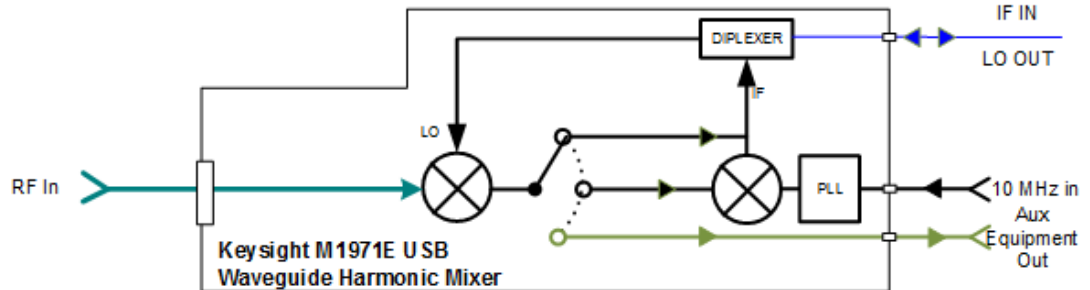 IF IN
DIPLEXER
LO OUT
IF
LO
RF In
PLL
10 MHz in
Aux
Equipment
Out
Keysight M1971E USB
Waveguide Harmonic Mixer